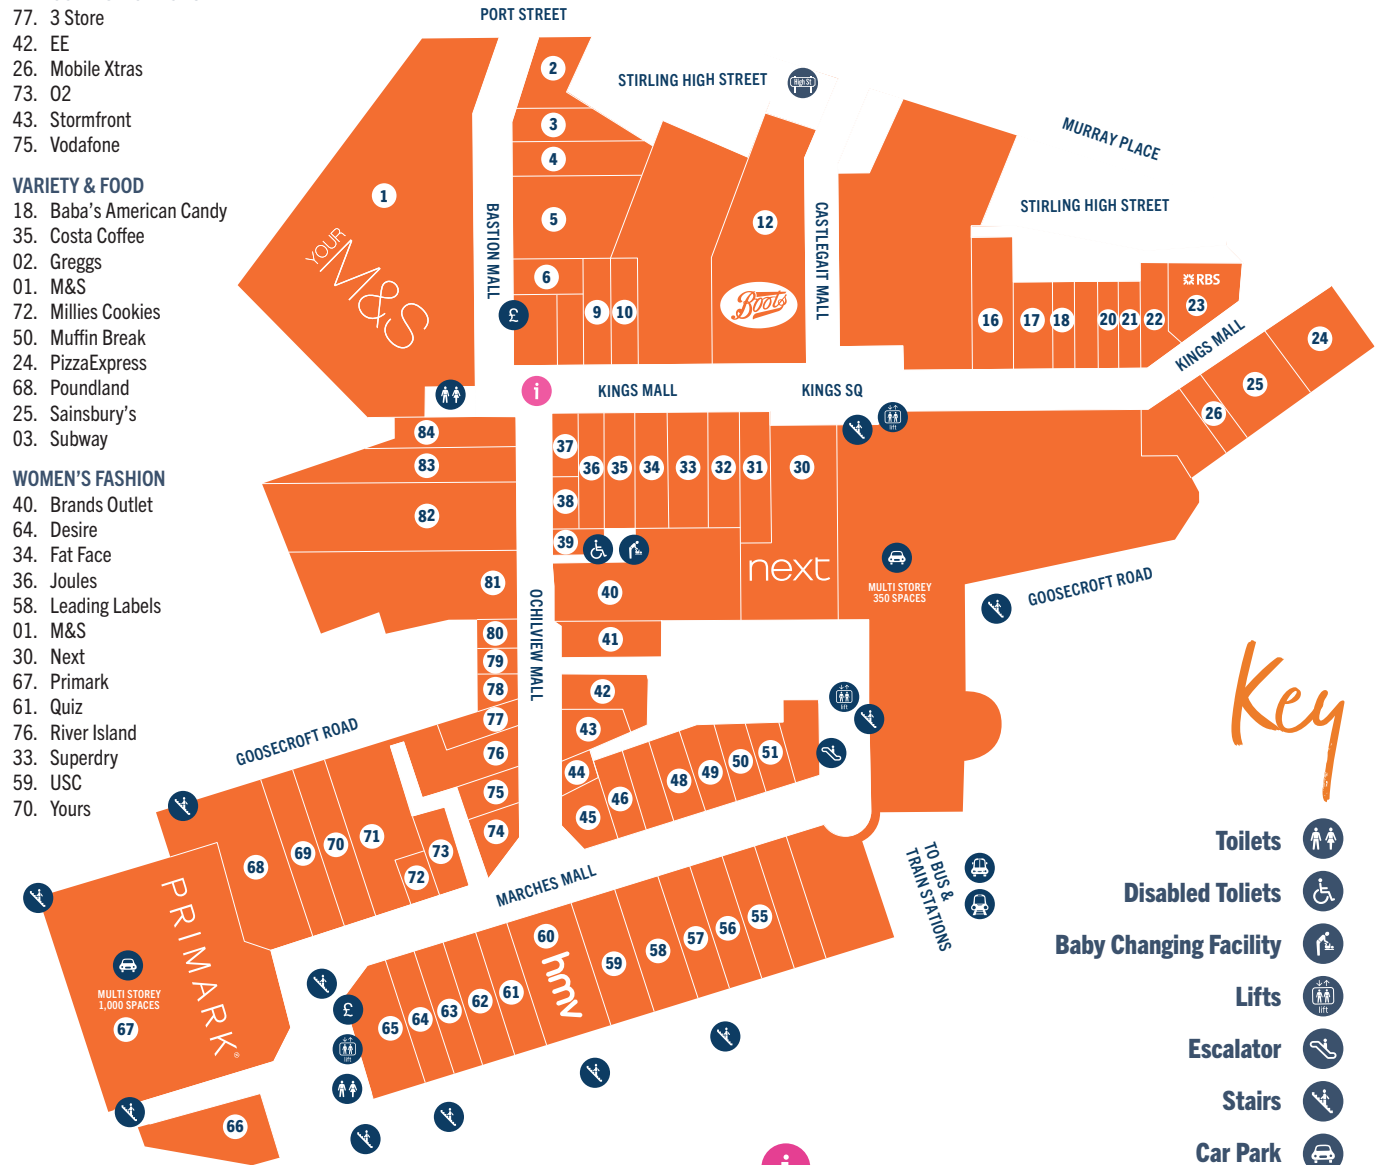 77. 3 Store
42. EE
26. Mobile Xtras
73. O2
43. Stormfront
75. Vodafone
VARIETY & FOOD
18. Baba's American Candy
35. Costa Coffee
02. Greggs
01. M&S
72. Millies Cookies
50. Muffin Break
24. PizzaExpress
68. Poundland
25. Sainsbury's
03. Subway
WOMEN'S FASHION
40. Brands Outlet
64. Desire
34. Fat Face
36. Joules
58. Leading Labels
01. M&S
30. Next
67. Primark
61. Quiz
76. River Island
33. Superdry
59. USC
70. Yours
PORT STREET
STIRLING HIGH STREET
High St
MURRAY PLACE
STIRLING HIGH STREET
BASTION MALL
CASTLEGAIT MALL
KINGS MALL
KINGS MALL
KINGS SQ
1
YOUR
M&S
2
3
4
5
6
£
9
10
12
Boots
16
17
18
20
21
22
RBS
23
24
25
26
i
84
83
82
81
80
79
78
77
76
75
74
37
36
35
34
33
32
31
30
38
39
next
lift
MULTI STOREY
350 SPACES
GOOSECROFT ROAD
OCHILVIEW MALL
40
41
42
43
44
45
46
48
49
50
51
lift
GOOSECROFT ROAD
68
69
70
71
72
73
MARCHES MALL
TO BUS &
TRAIN STATIONS
PRIMARK®
MULTI STOREY
1,000 SPACES
67
66
£
lift
65
64
63
62
61
60
hmv
59
58
57
56
55
Key
Toilets
Disabled Toliets
Baby Changing Facility
Lifts
lift
Escalator
Stairs
Car Park